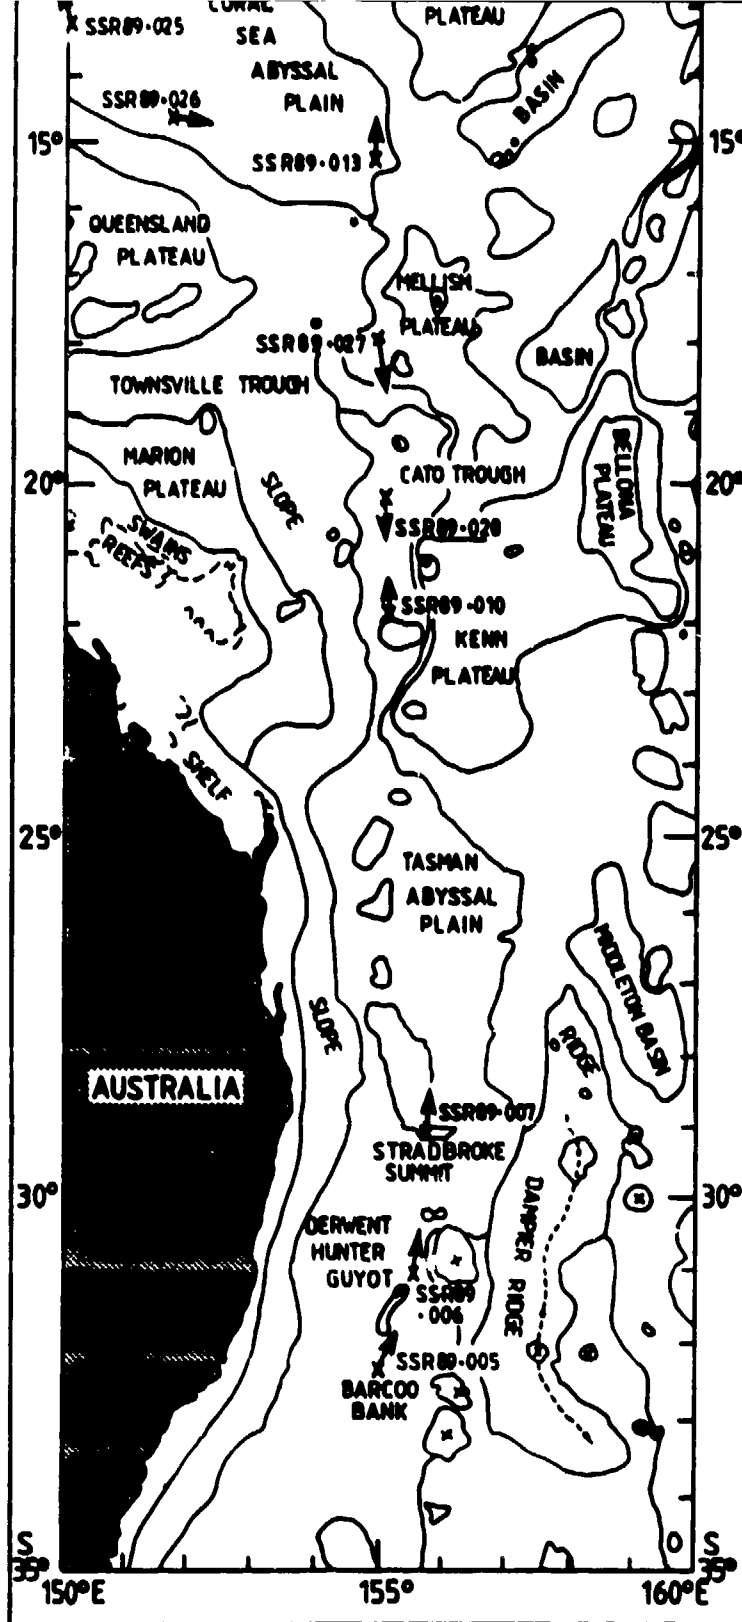 CORAL
PLATEAU
SSR89·025
SEA
ABYSSAL
PLAIN
SSR89·026
BASIN
15°
15°
SSR89·013
QUEENSLAND
PLATEAU
MELLISH
PLATEAU
SSR89·027
BASIN
TOWNSVILLE TROUGH
MARION
PLATEAU
SLOPE
CATO TROUGH
BELLONA
PLATEAU
20°
20°
SWAINS
REEFS
SSR89·028
SSR89·010
KENN
PLATEAU
SHELF
25°
25°
TASMAN
ABYSSAL
PLAIN
MIDDLETON BASIN
SLOPE
RIDGE
AUSTRALIA
SSR89·007
STRADBROKE
SUMMIT
30°
30°
DAMPIER RIDGE
DERWENT
HUNTER
GUYOT
SSR89
·006
SSR89·005
BARCOO
BANK
S
S
35°
35°
150°E
155°
160°E